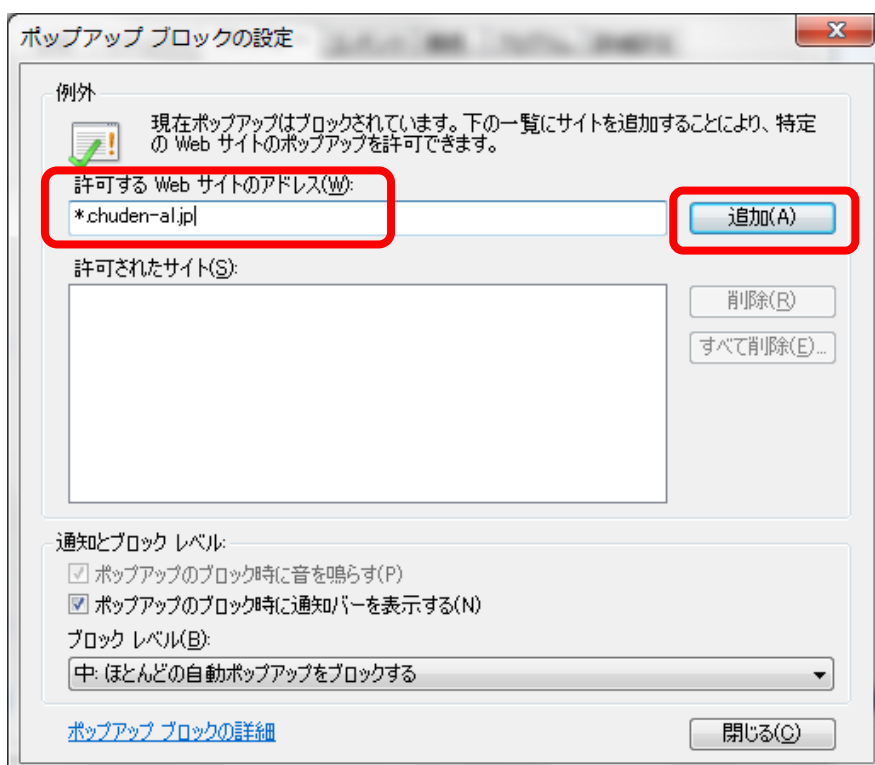 ポップアップ ブロックの設定
例外
現在ポップアップはブロックされています。下の一覧にサイトを追加することにより、特定
の Web サイトのポップアップを許可できます。
許可する Web サイトのアドレス(W):
*.chuden-al.jp
追加(A)
許可されたサイト(S):
削除(R)
すべて削除(E)...
通知とブロック レベル:
ポップアップのブロック時に音を鳴らす(P)
ポップアップのブロック時に通知バーを表示する(N)
ブロック レベル(B):
中: ほとんどの自動ポップアップをブロックする
ポップアップ ブロックの詳細
閉じる(C)